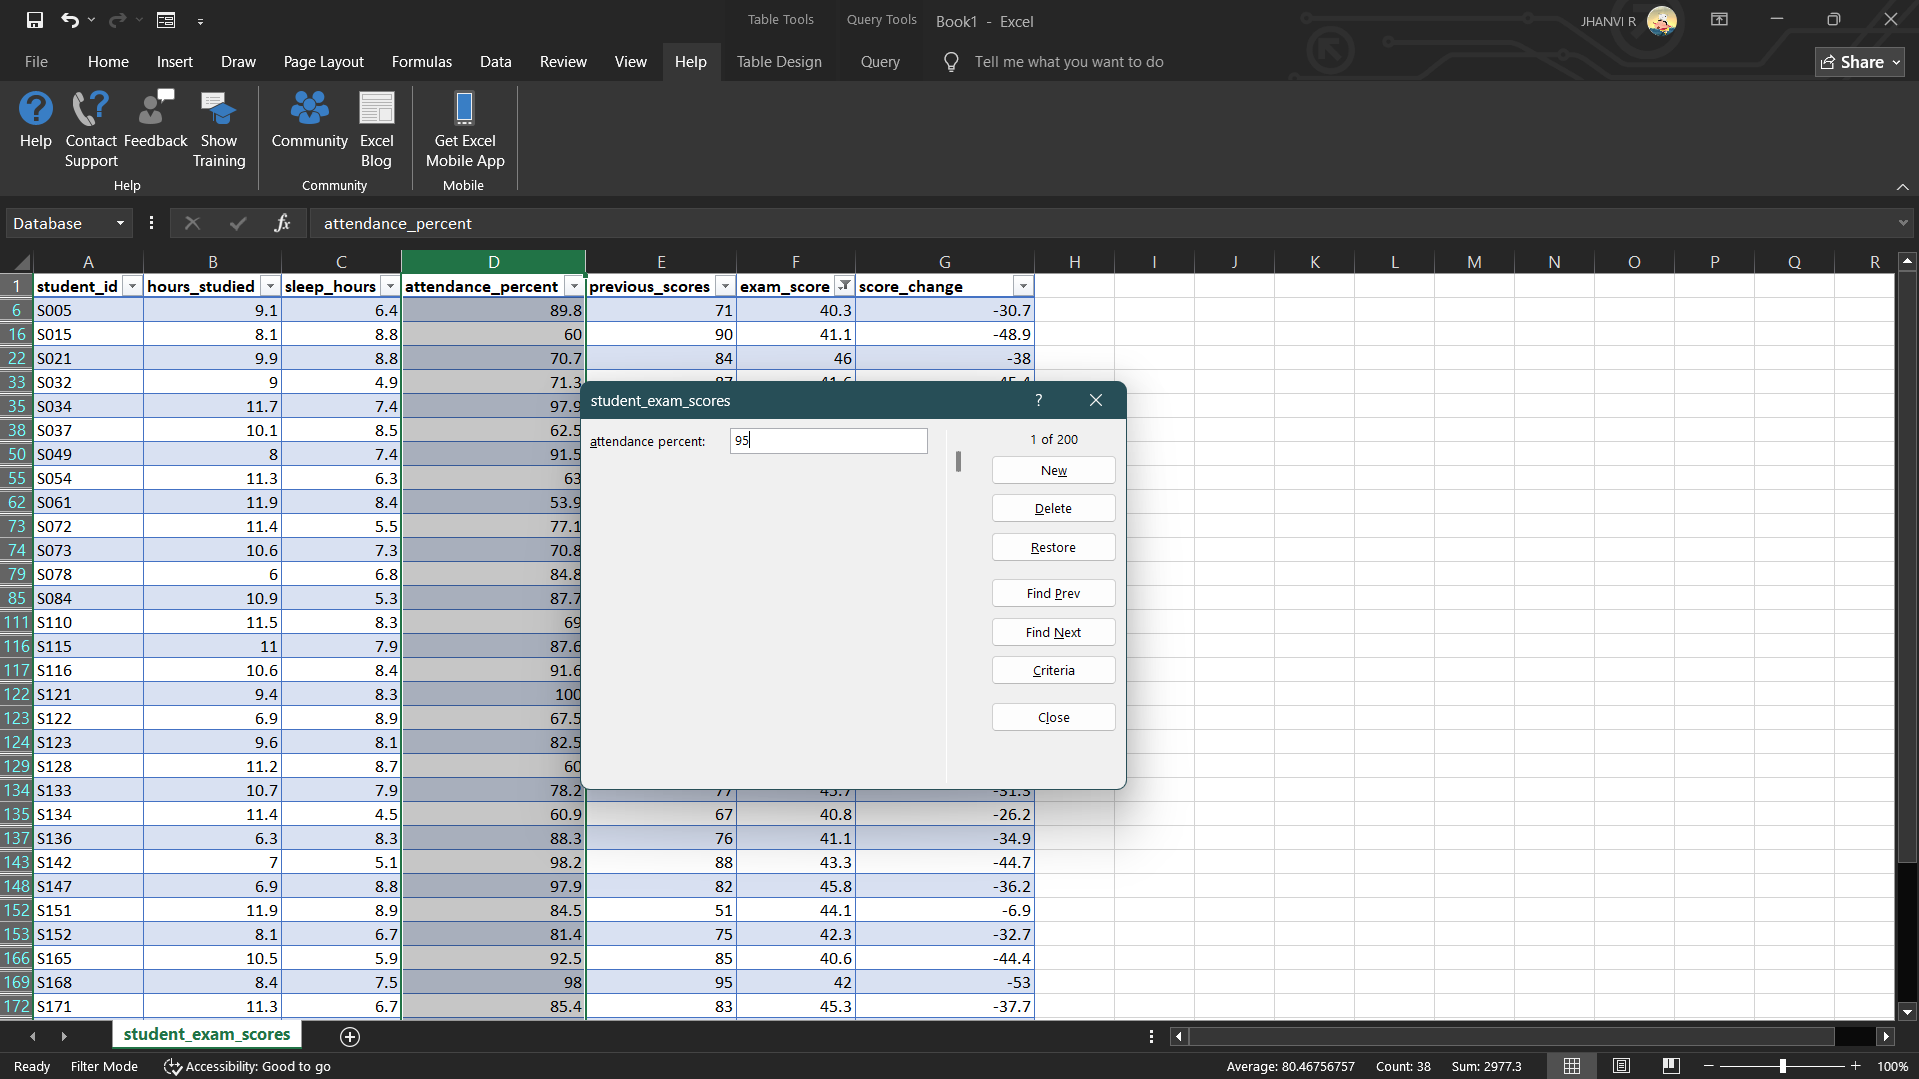 Table Tools Query Tools Book1 - Excel JHANVI R
File Home Insert Draw Page Layout Formulas Data Review View Help Table Design Query Tell me what you want to do Share
Help Contact Support Feedback Show Training Community Excel Blog Get Excel Mobile App
Help Community Mobile
Database fx attendance_percent
A B C D E F G H I J K L M N O P Q R
1 student_id hours_studied sleep_hours attendance_percent previous_scores exam_score score_change
6 S005 9.1 6.4 89.8 71 40.3 -30.7
16 S015 8.1 8.8 60 90 41.1 -48.9
22 S021 9.9 8.8 70.7 84 46 -38
33 S032 9 4.9 71.3
35 S034 11.7 7.4 97.9
38 S037 10.1 8.5 62.5
50 S049 8 7.4 91.5
55 S054 11.3 6.3 63
62 S061 11.9 8.4 53.9
73 S072 11.4 5.5 77.1
74 S073 10.6 7.3 70.8
79 S078 6 6.8 84.8
85 S084 10.9 5.3 87.7
111 S110 11.5 8.3 69
116 S115 11 7.9 87.6
117 S116 10.6 8.4 91.6
122 S121 9.4 8.3 100
123 S122 6.9 8.9 67.5
124 S123 9.6 8.1 82.5
129 S128 11.2 8.7 60
134 S133 10.7 7.9 78.2
135 S134 11.4 4.5 60.9 67 40.8 -26.2
137 S136 6.3 8.3 88.3 76 41.1 -34.9
143 S142 7 5.1 98.2 88 43.3 -44.7
148 S147 6.9 8.8 97.9 82 45.8 -36.2
152 S151 11.9 8.9 84.5 51 44.1 -6.9
153 S152 8.1 6.7 81.4 75 42.3 -32.7
166 S165 10.5 5.9 92.5 85 40.6 -44.4
169 S168 8.4 7.5 98 95 42 -53
172 S171 11.3 6.7 85.4 83 45.3 -37.7
student_exam_scores ?
attendance percent: 95
1 of 200
New
Delete
Restore
Find Prev
Find Next
Criteria
Close
student_exam_scores
Ready Filter Mode Accessibility: Good to go Average: 80.46756757 Count: 38 Sum: 2977.3 100%